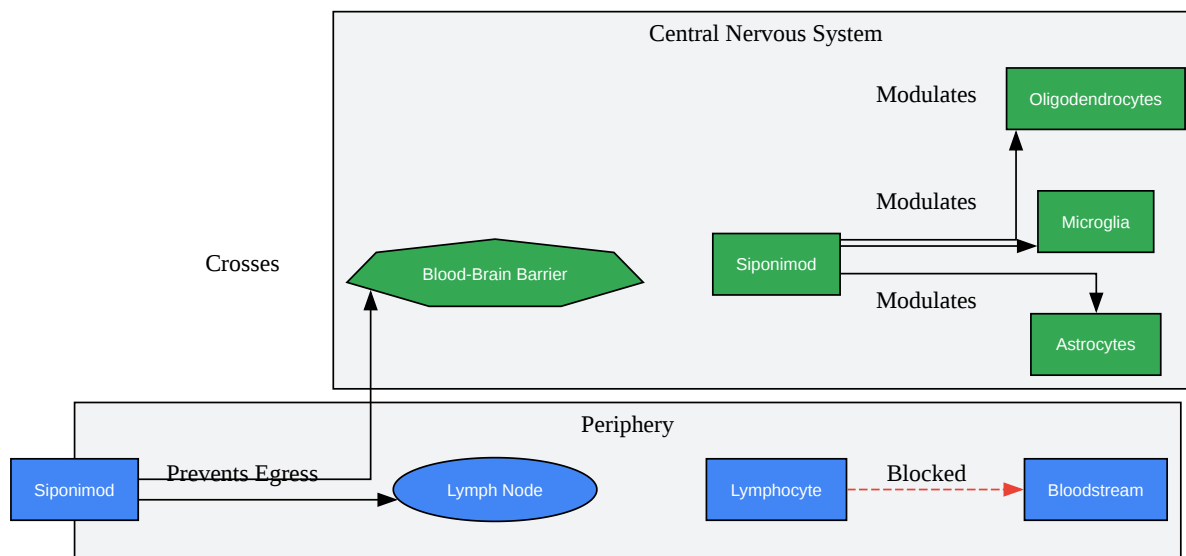 Central Nervous System
Modulates
Oligodendrocytes
Modulates
Microglia
Crosses
Blood-Brain Barrier
Siponimod
Modulates
Astrocytes
Periphery
Siponimod
Prevents Egress
Lymph Node
Lymphocyte
Blocked
Bloodstream